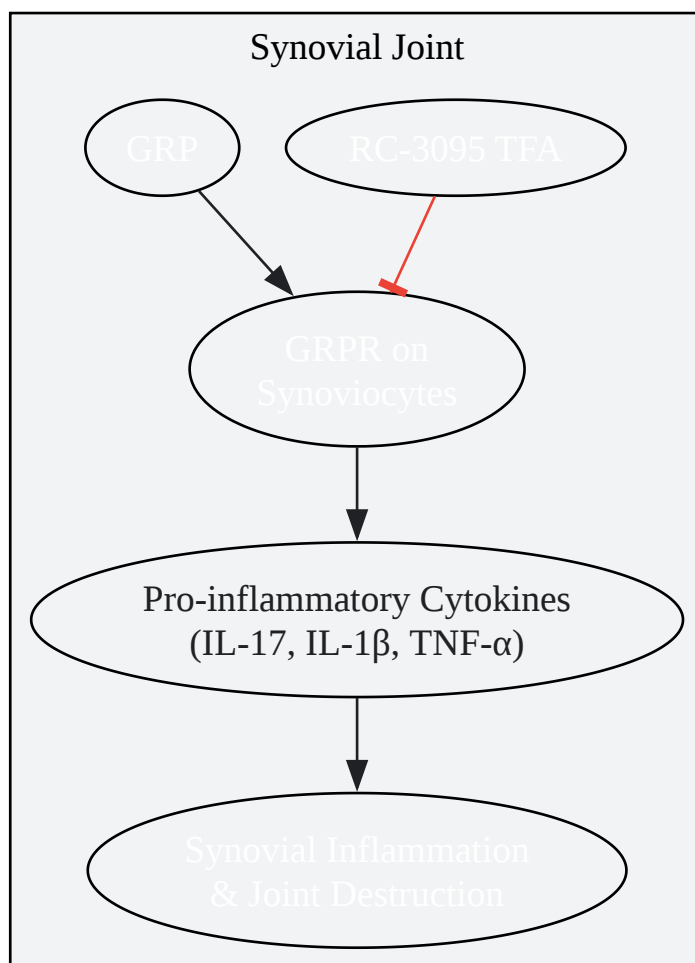 Synovial Joint
GRP
RC-3095 TFA
GRPR on
Synoviocytes
Pro-inflammatory Cytokines
(IL-17, IL-1β, TNF-α)
Synovial Inflammation
& Joint Destruction